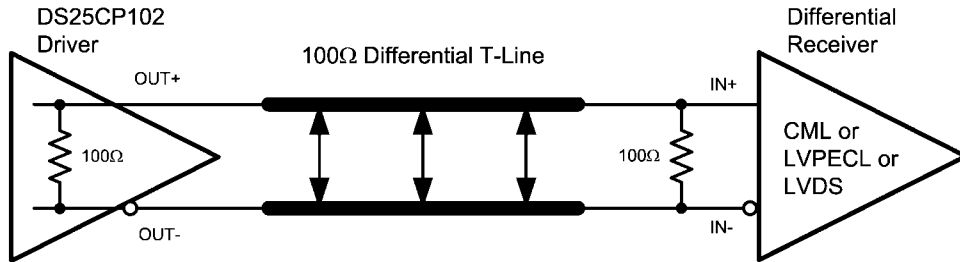 DS25CP102
Driver
Differential
Receiver
100Ω Differential T-Line
OUT+
IN+
100Ω
100Ω
CML or
LVPECL or
LVDS
OUT-
IN-